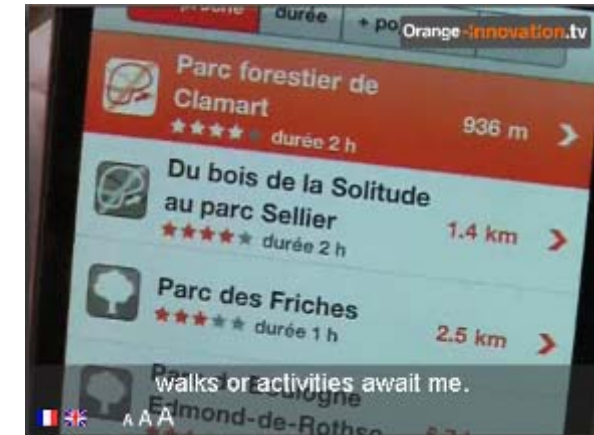 durée
Orange-innovation.tv
Parc forestier de
Clamart
936 m
durée 2 h
Du bois de la Solitude
au parc Sellier
1.4 km
durée 2 h
Parc des Friches
durée 1 h
2.5 km
walks or activities await me.
Edmond-de-Roths
A A A